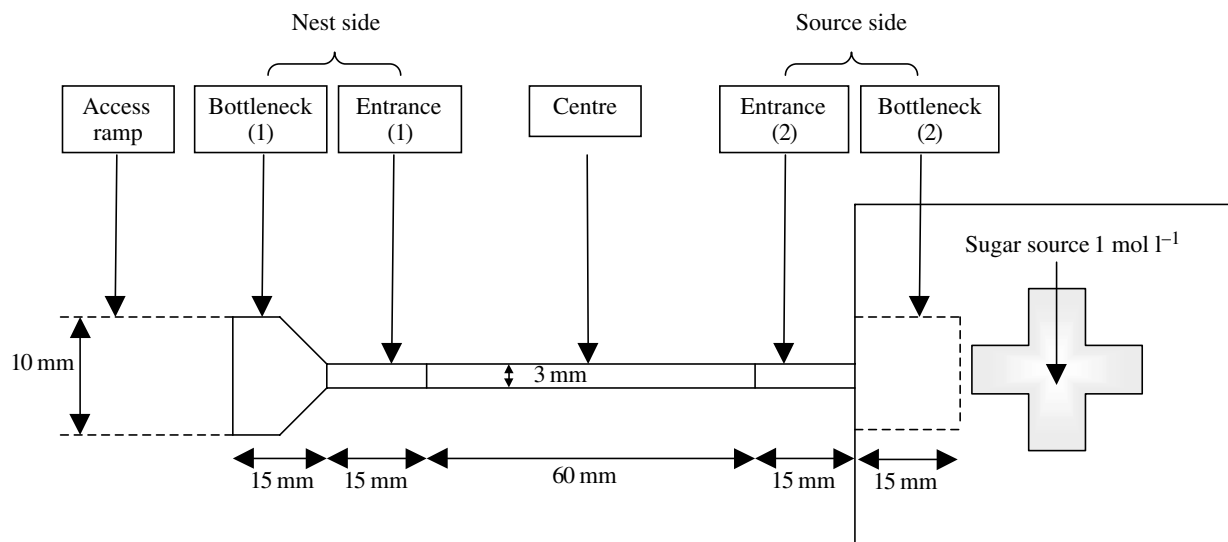 Nest side
Source side
Access
ramp
Bottleneck
(1)
Entrance
(1)
Centre
Entrance
(2)
Bottleneck
(2)
Sugar source 1 mol l⁻¹
10 mm
3 mm
15 mm
15 mm
60 mm
15 mm
15 mm